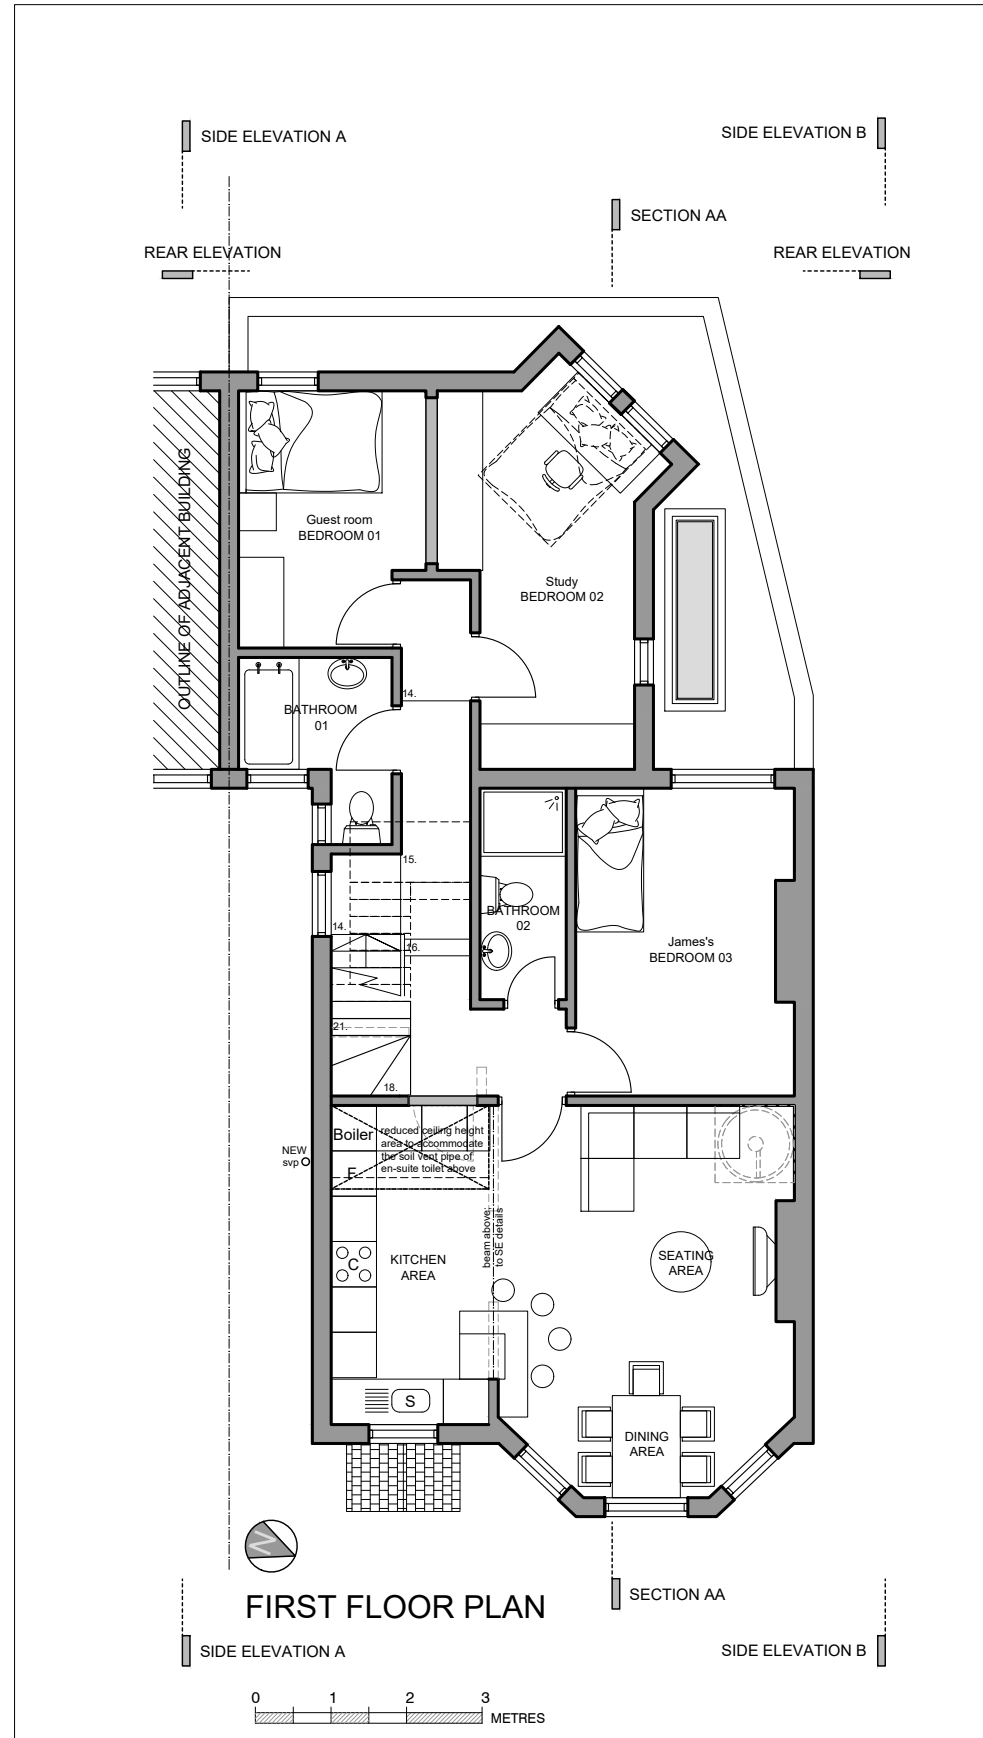 SIDE ELEVATION A
SIDE ELEVATION B
SECTION AA
REAR ELEVATION
REAR ELEVATION
OUTLINE OF ADJACENT BUILDING
Guest room
BEDROOM 01
Study
BEDROOM 02
14.
BATHROOM
01
15.
14.
16.
BATHROOM
02
James's
BEDROOM 03
21.
18.
Boiler
reduced ceiling height
area to accommodate
the soil vent pipe of
en-suite toilet above
F
NEW
svp
beam above;
to SE details
KITCHEN
AREA
C
SEATING
AREA
S
DINING
AREA
N
FIRST FLOOR PLAN
SECTION AA
SIDE ELEVATION A
SIDE ELEVATION B
0 1 2 3
METRES